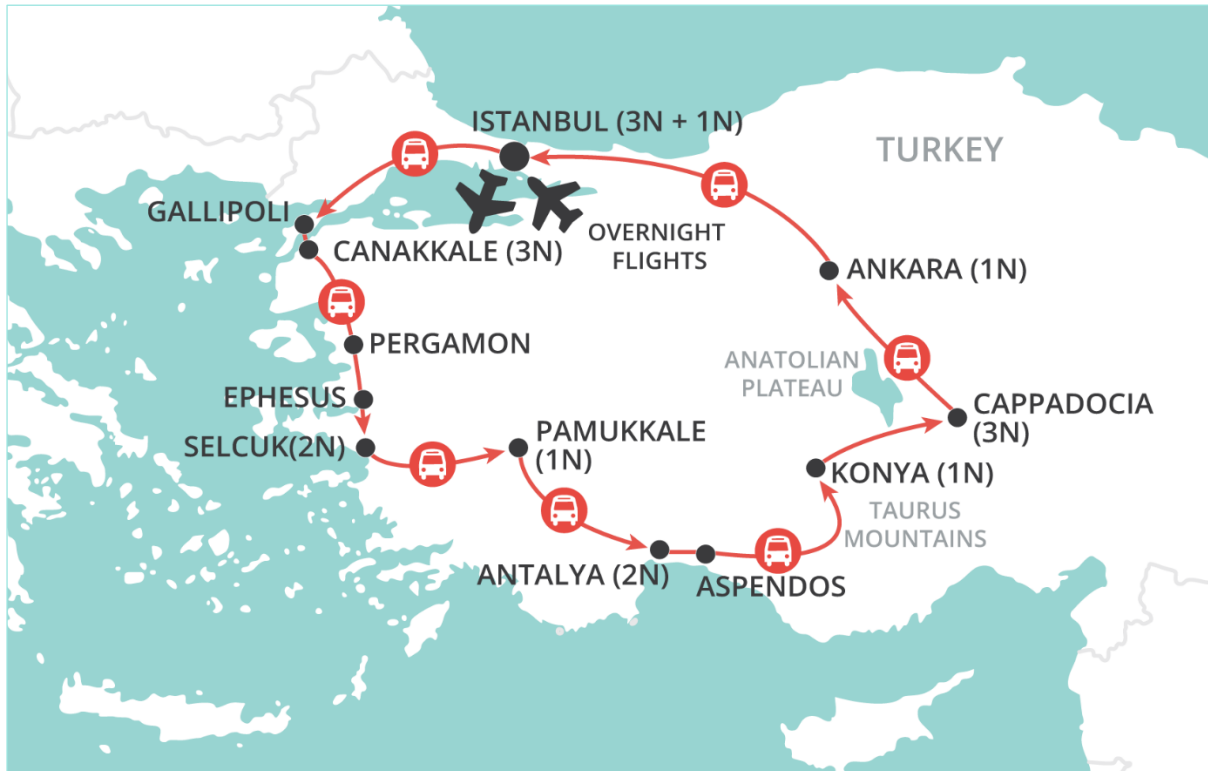 ISTANBUL (3N + 1N)
TURKEY
GALLIPOLI
CANAKKALE (3N)
OVERNIGHT
FLIGHTS
ANKARA (1N)
PERGAMON
ANATOLIAN
PLATEAU
EPHESUS
CAPPADOCIA
(3N)
SELCUK(2N)
PAMUKKALE
(1N)
KONYA (1N)
TAURUS
MOUNTAINS
ANTALYA (2N)
ASPENDOS